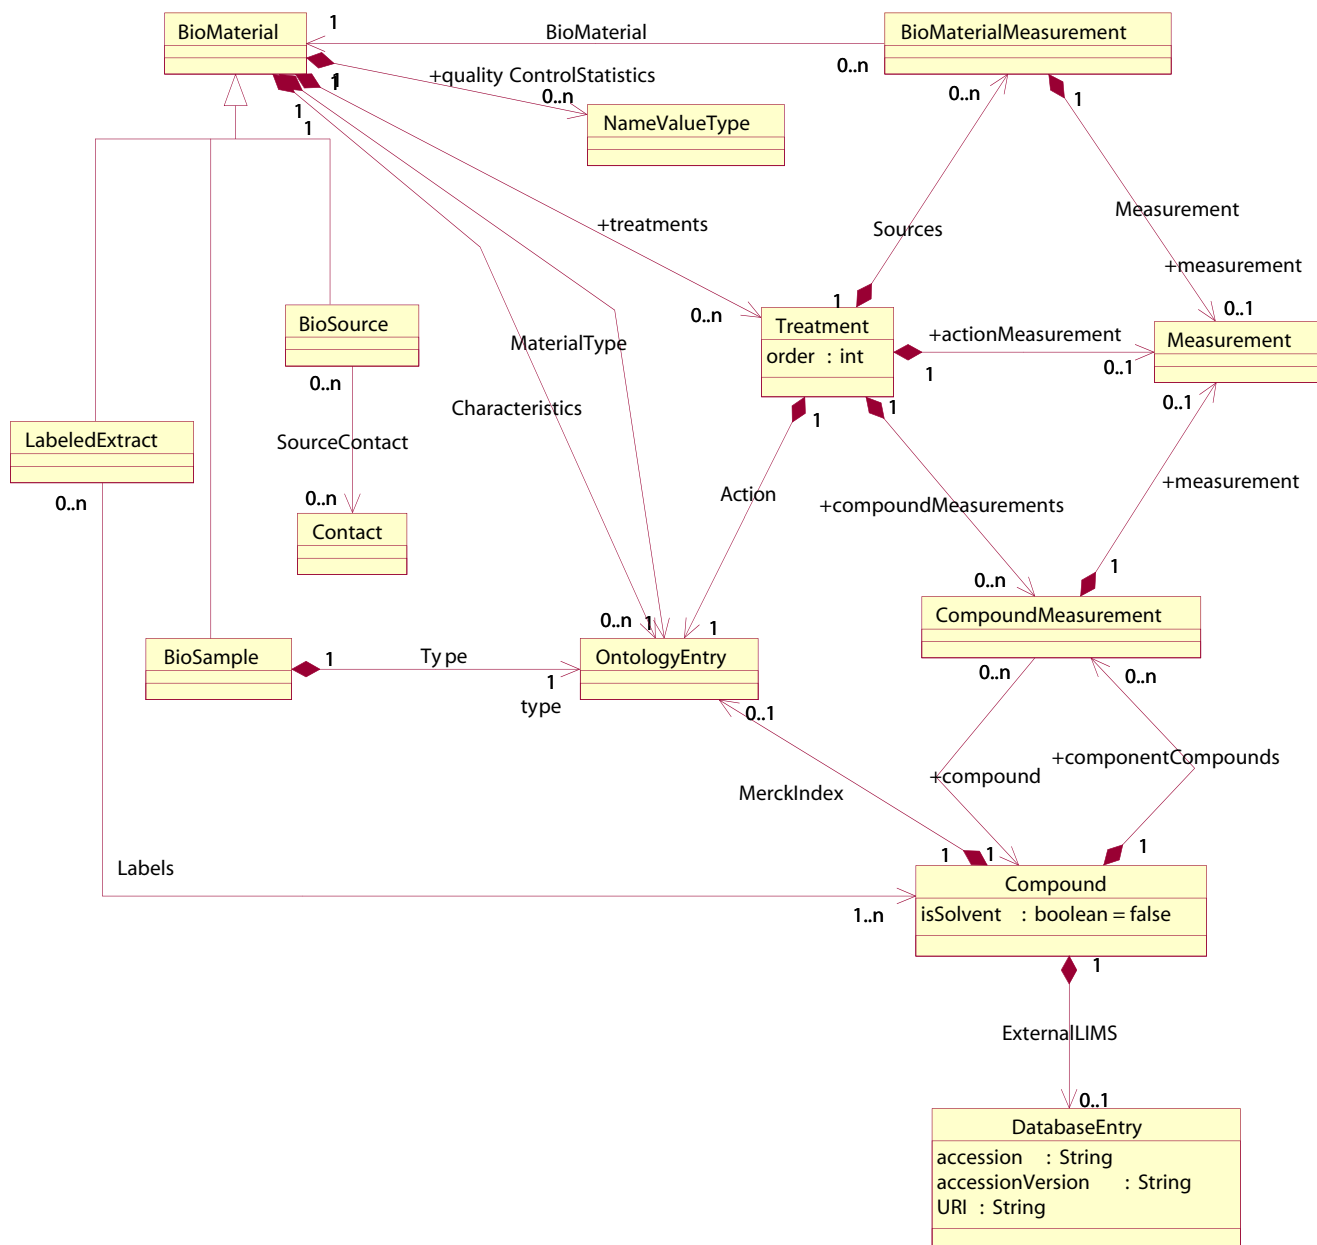 BioMaterial
1
BioMaterial
BioMaterialMeasurement
0..n
+quality ControlStatistics
0..n
1
1
1
1
NameValueType
0..n
1
+treatments
Sources
Measurement
+measurement
0..n
1
0..1
BioSource
0..n
MaterialType
Treatment
order : int
+actionMeasurement
1
0..1
Measurement
Characteristics
1
1
0..1
LabeledExtract
0..n
SourceContact
0..n
Contact
Action
+compoundMeasurements
+measurement
0..n
1
0..n
1
1
CompoundMeasurement
BioSample
1
Type
1
type
OntologyEntry
0..1
0..n
0..n
+compound
+componentCompounds
MerckIndex
1
1
1
Labels
1..n
Compound
isSolvent : boolean = false
1
ExternalLIMS
0..1
DatabaseEntry
accession : String
accessionVersion : String
URI : String